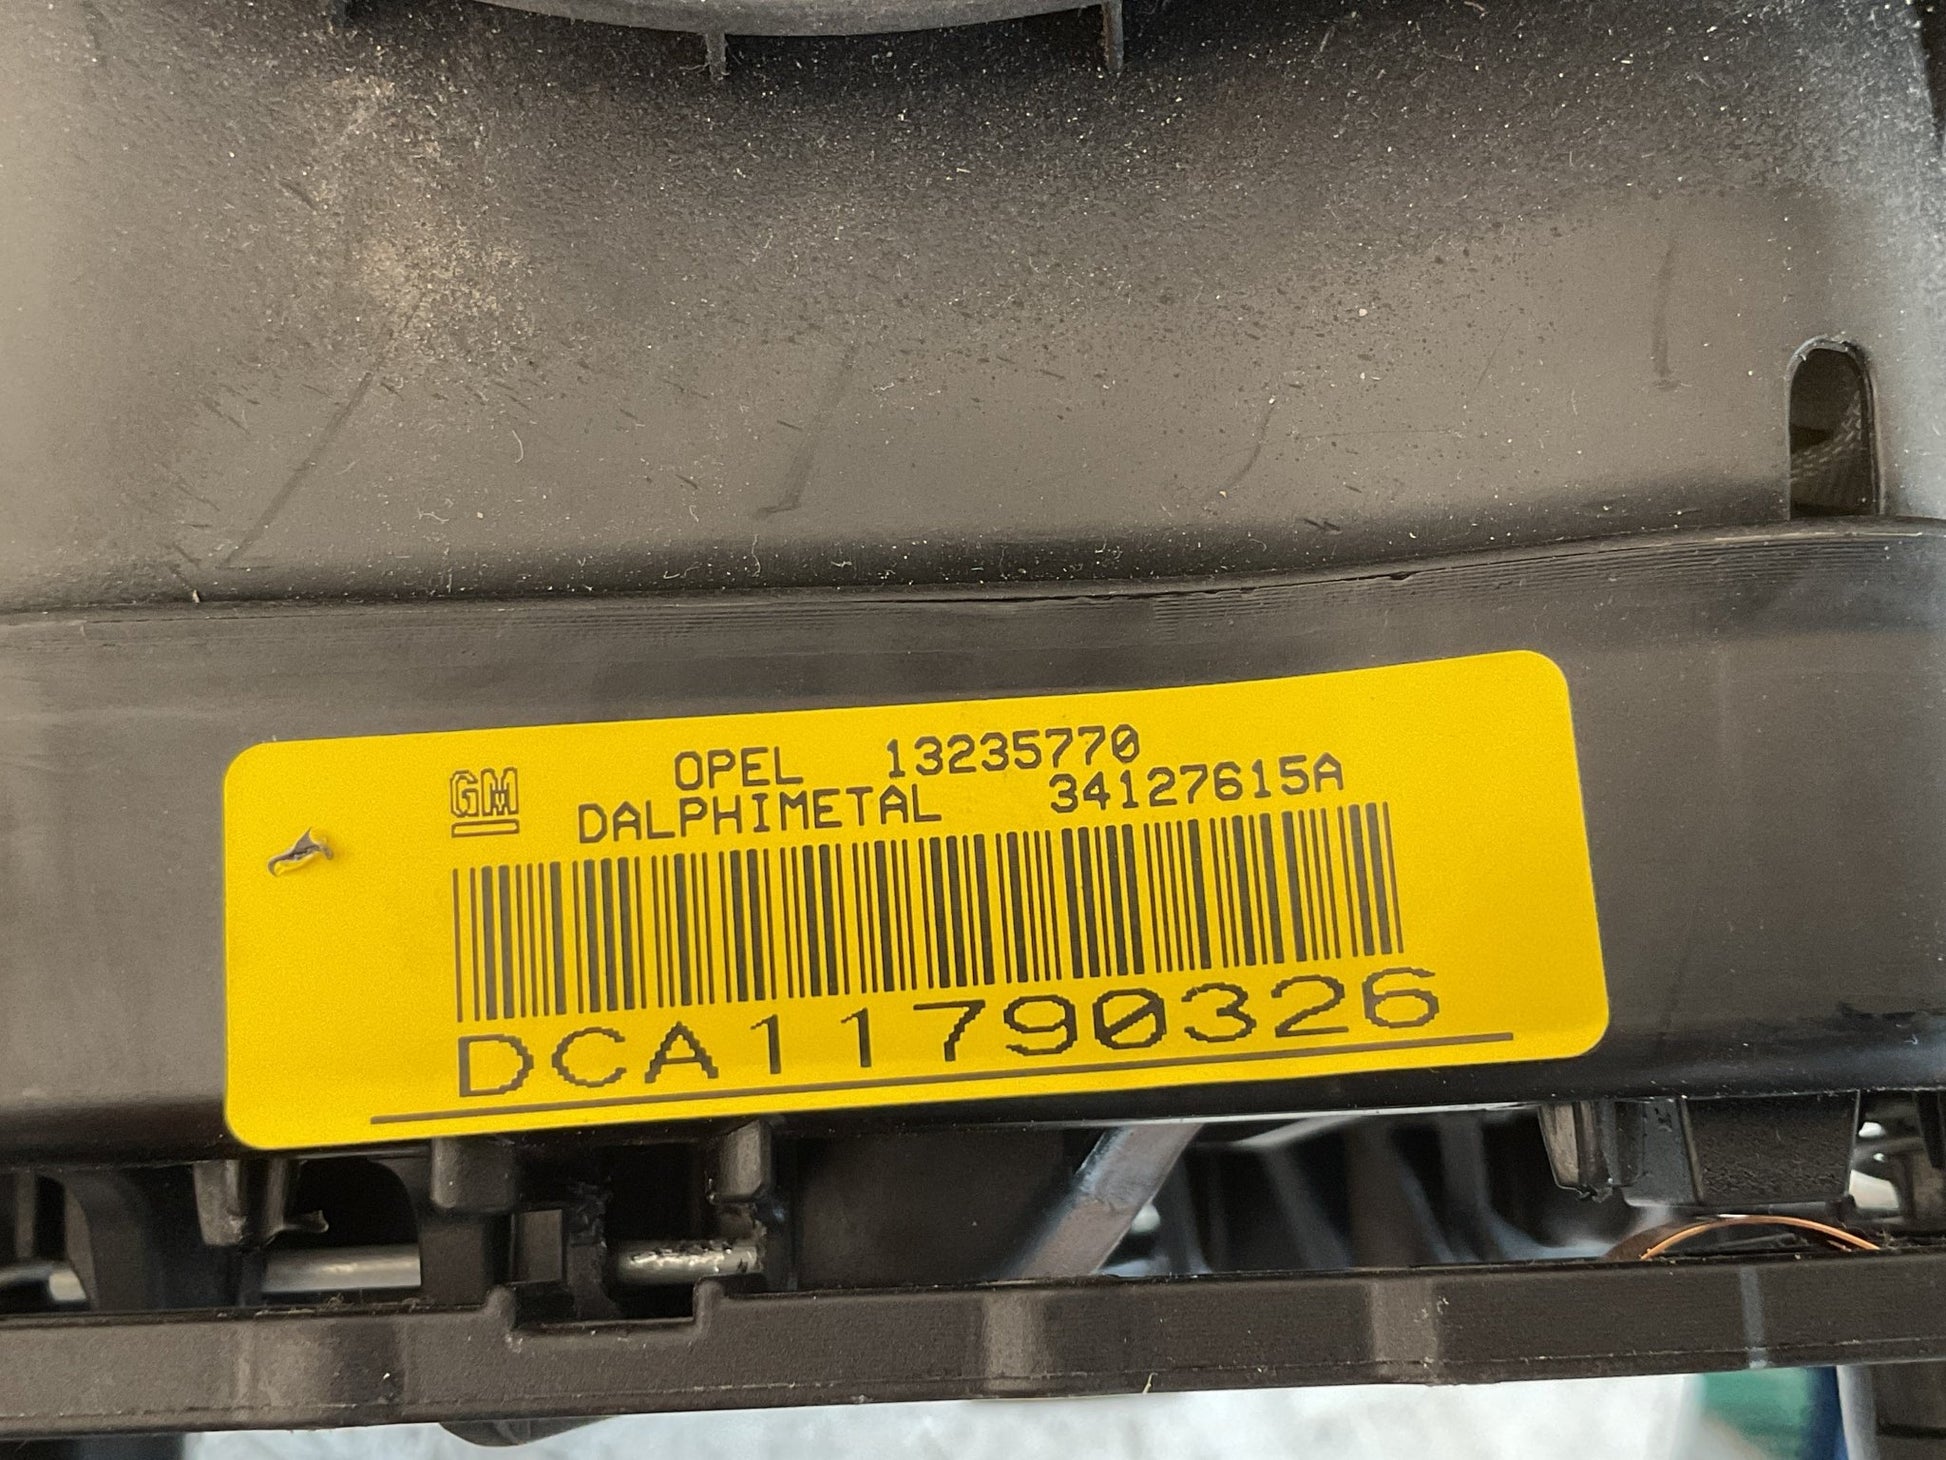 GM
OPEL 13235770
DALPHIMETAL 34127615A
DCA11790326